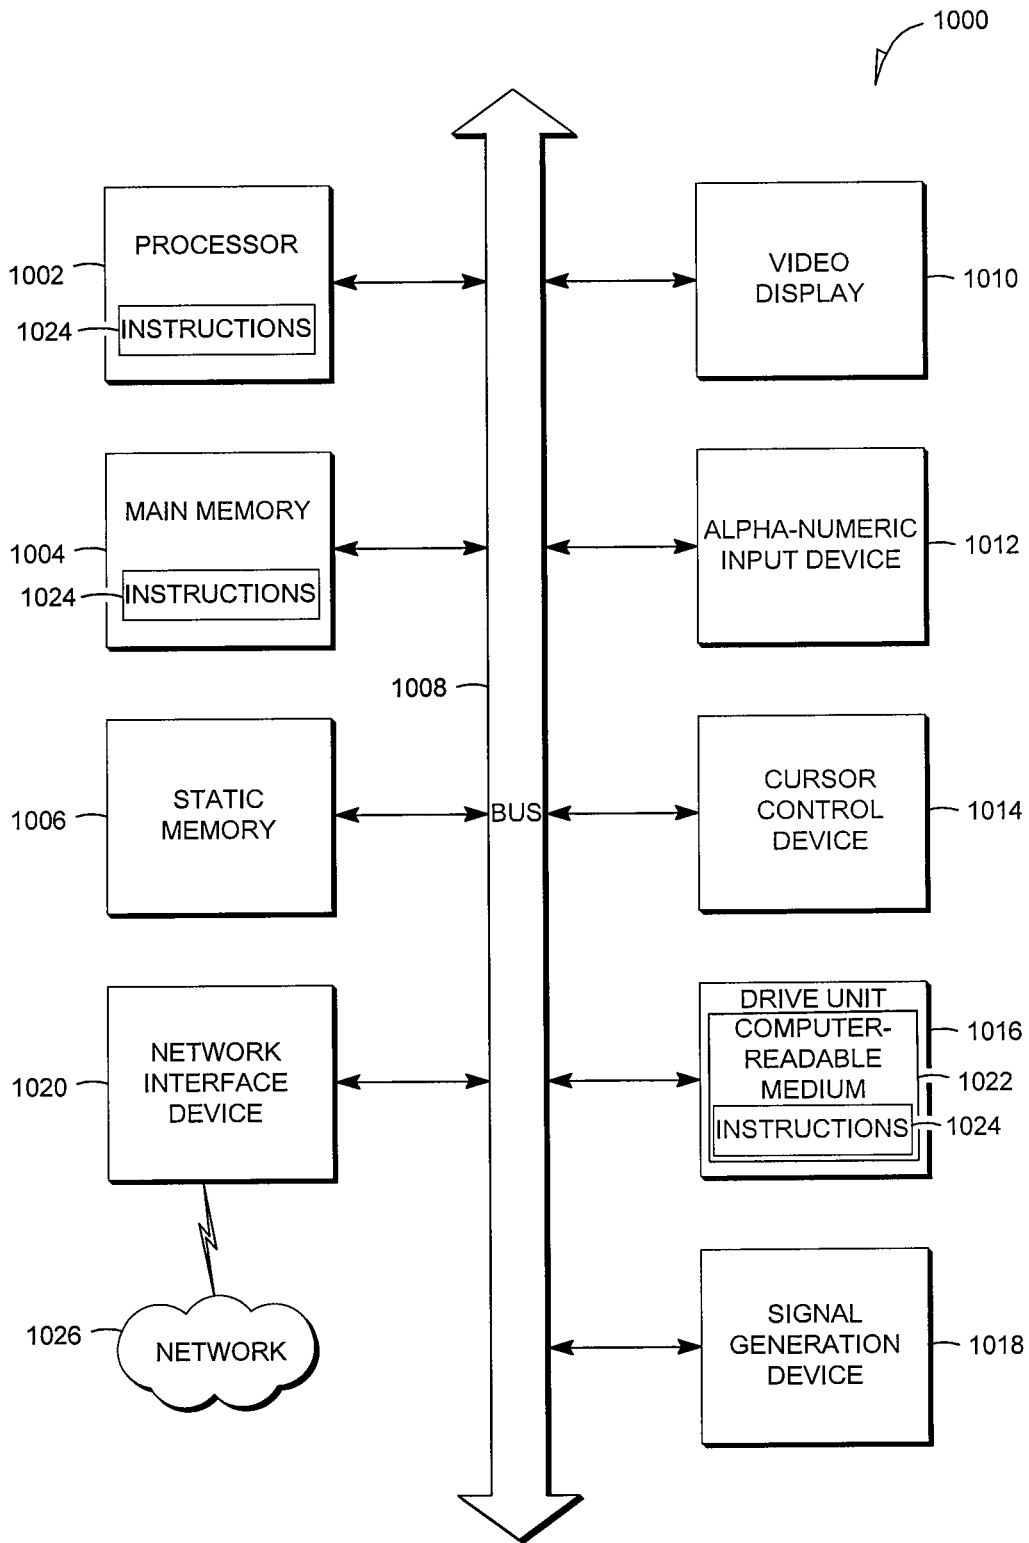 1000
PROCESSOR
1002
1024
INSTRUCTIONS
VIDEO
DISPLAY
1010
MAIN MEMORY
1004
1024
INSTRUCTIONS
ALPHA-NUMERIC
INPUT DEVICE
1012
1008
BUS
STATIC
MEMORY
1006
CURSOR
CONTROL
DEVICE
1014
NETWORK
INTERFACE
DEVICE
1020
DRIVE UNIT
1016
COMPUTER-
READABLE
MEDIUM
1022
INSTRUCTIONS
1024
1026
NETWORK
SIGNAL
GENERATION
DEVICE
1018